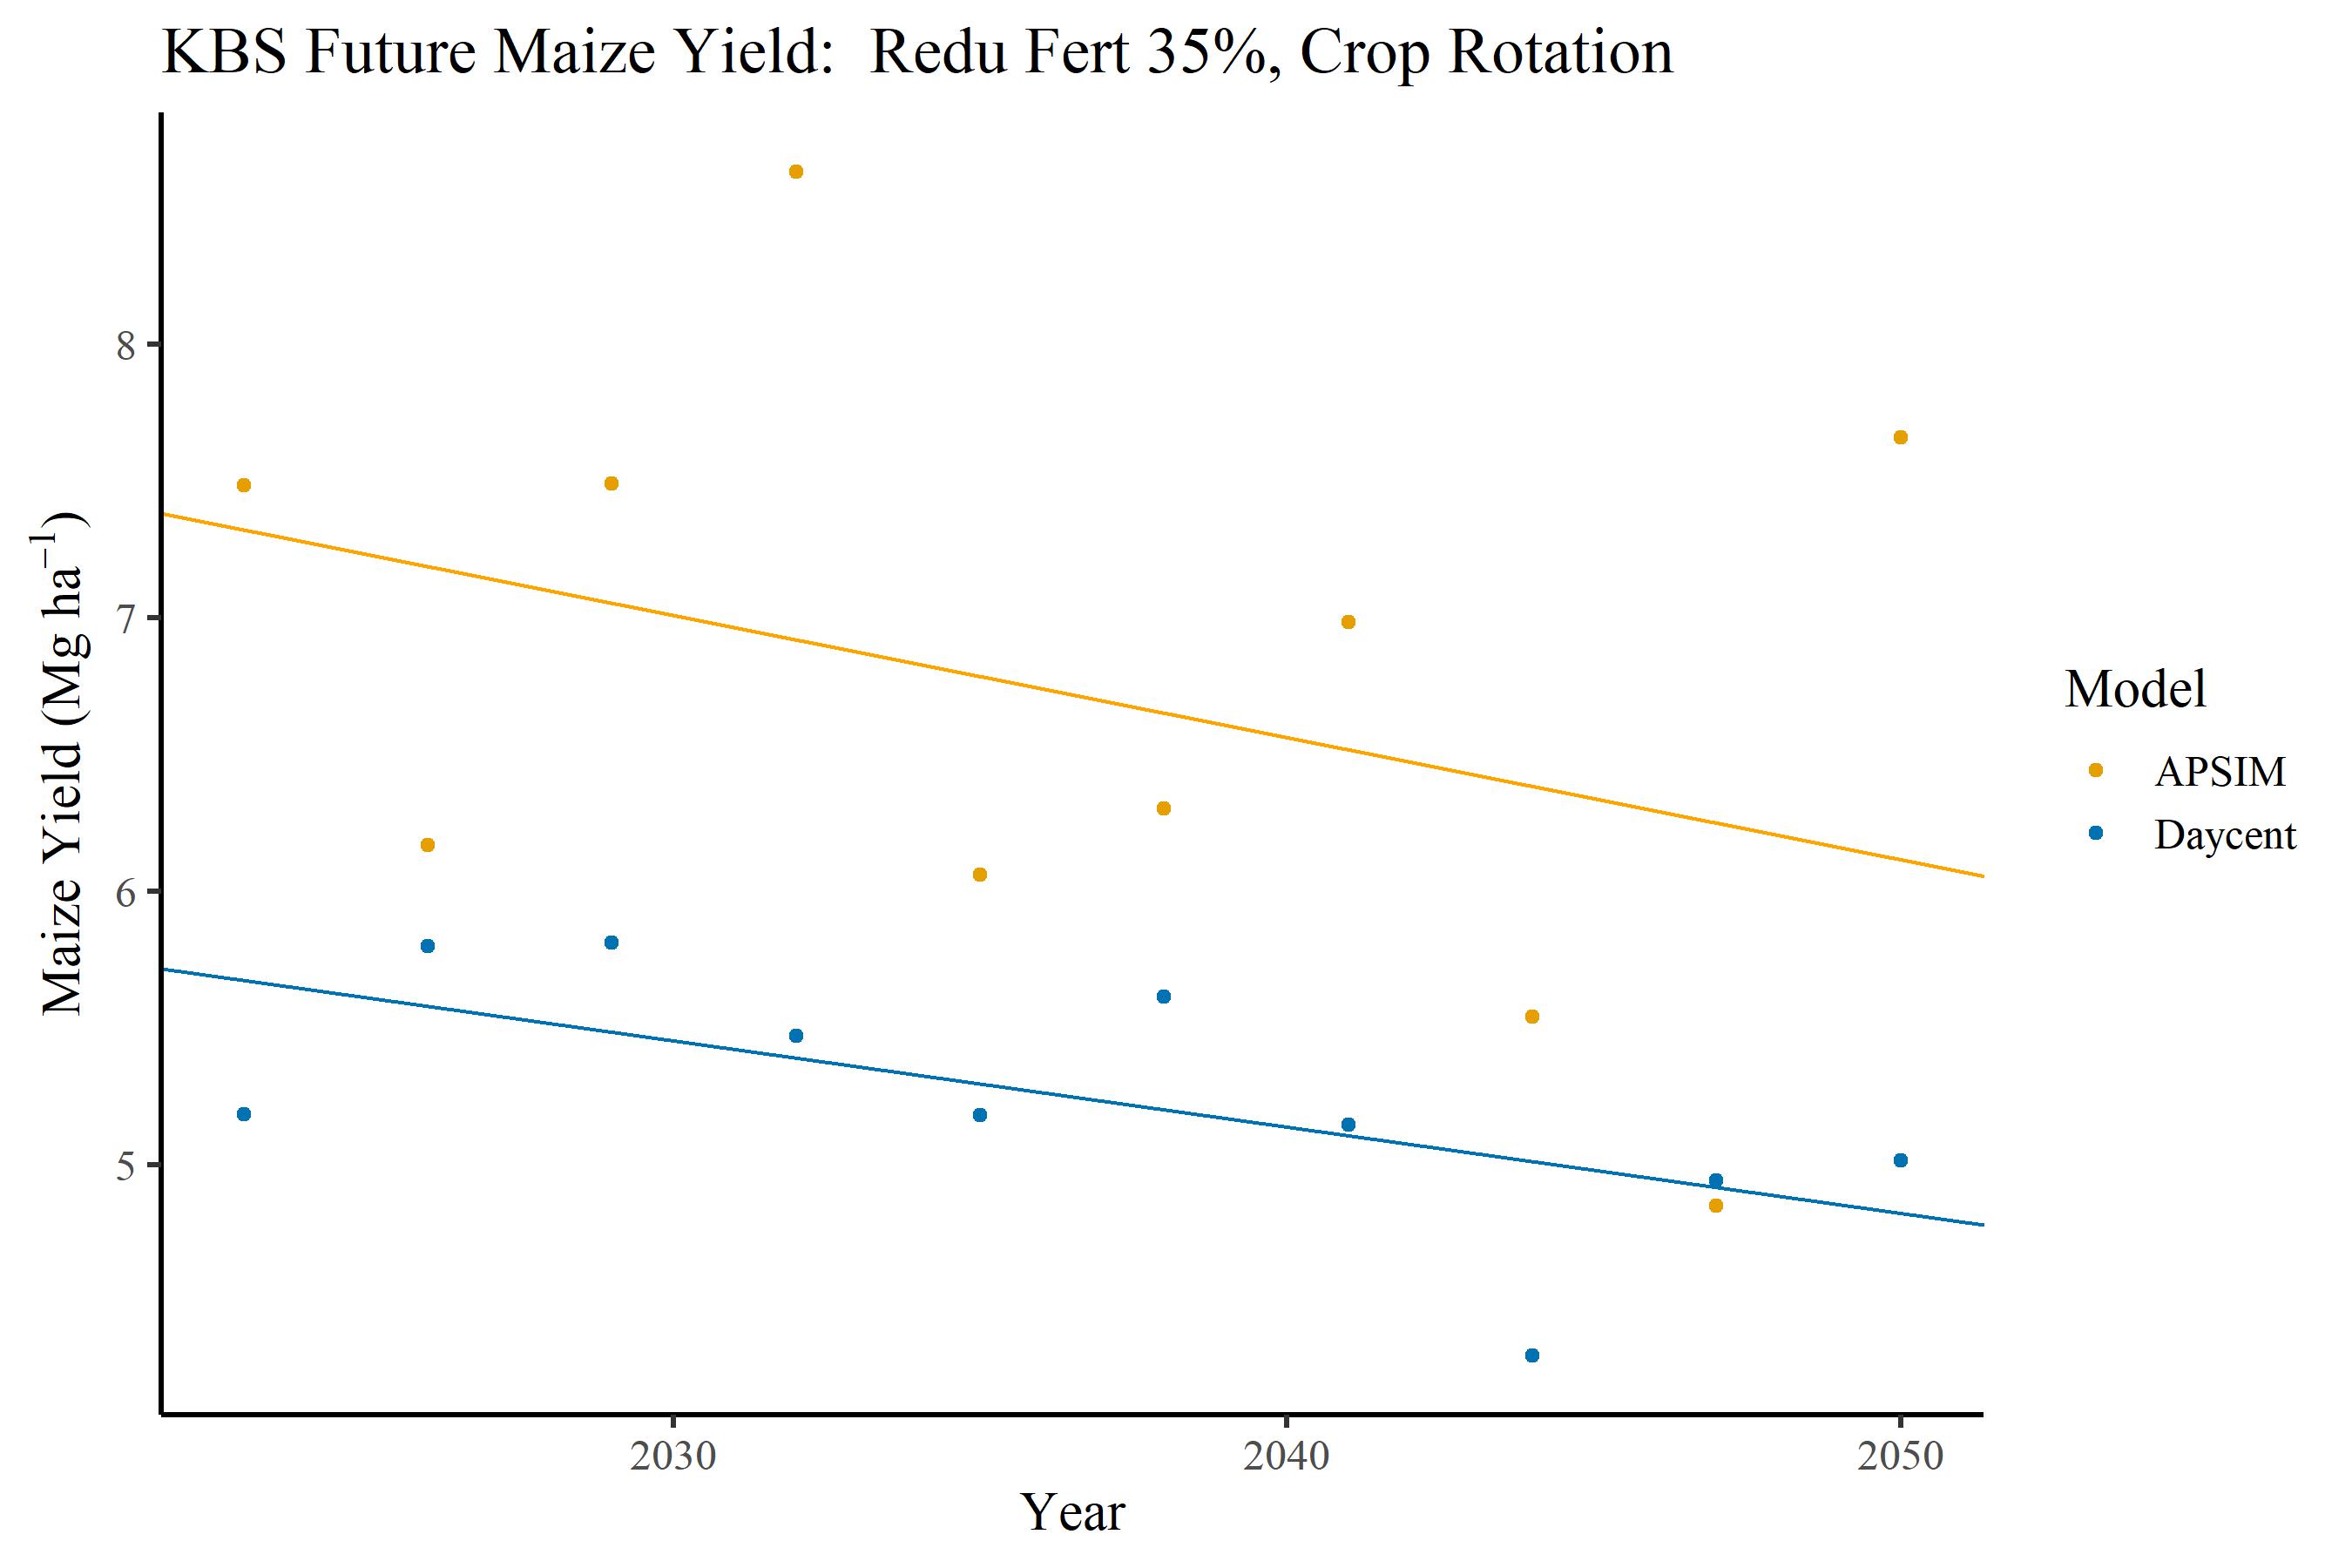 KBS Future Maize Yield:  Redu Fert 35%, Crop Rotation
Maize Yield (Mg ha⁻¹)
8
7
6
5
2030 2040 2050
Year
Model
APSIM
Daycent